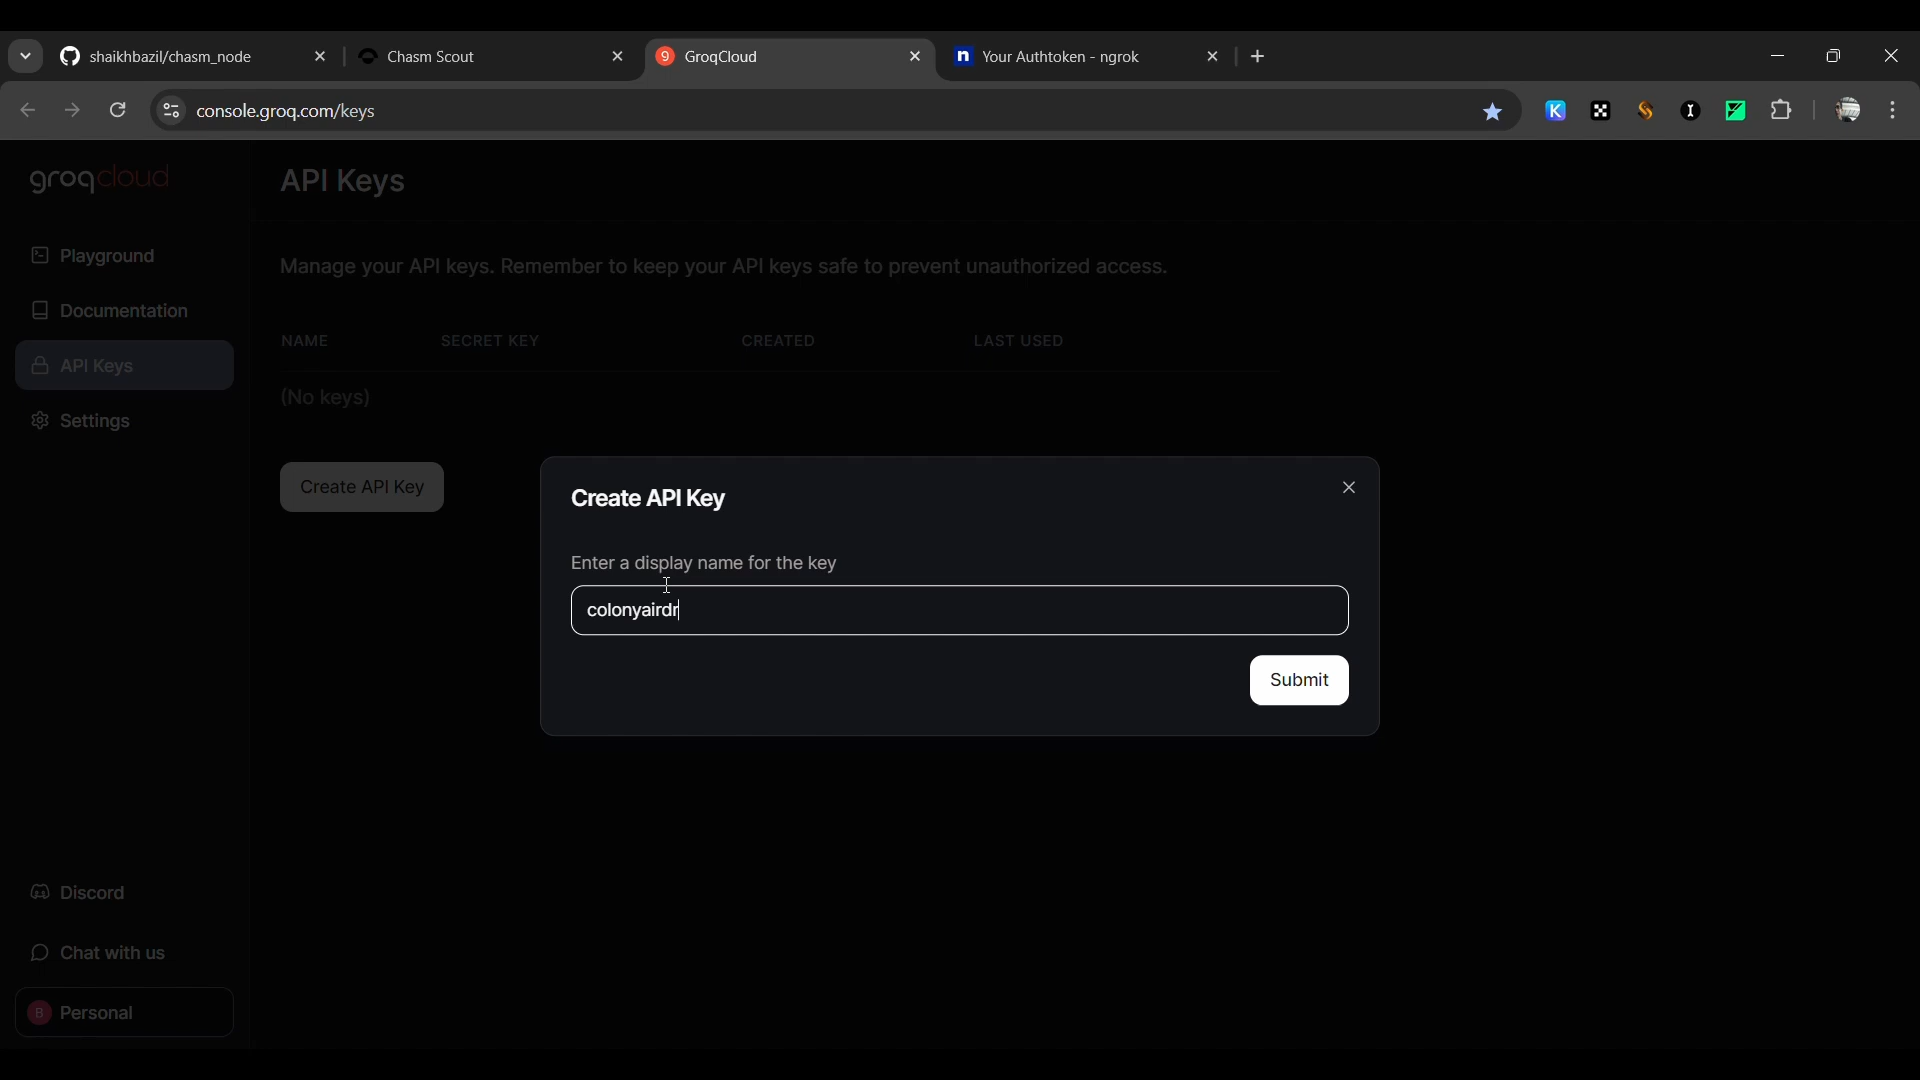 shaikhbazil/chasm_node
Chasm Scout
9 GroqCloud
n Your Authtoken - ngrok
console.groq.com/keys
K
groqcloud
API Keys
Playground
Manage your API keys. Remember to keep your API keys safe to prevent unauthorized access.
Documentation
NAME SECRET KEY CREATED LAST USED
API Keys
(No keys)
Settings
Create API Key
Create API Key
Enter a display name for the key
colonyairdr
Submit
Discord
Chat with us
B Personal